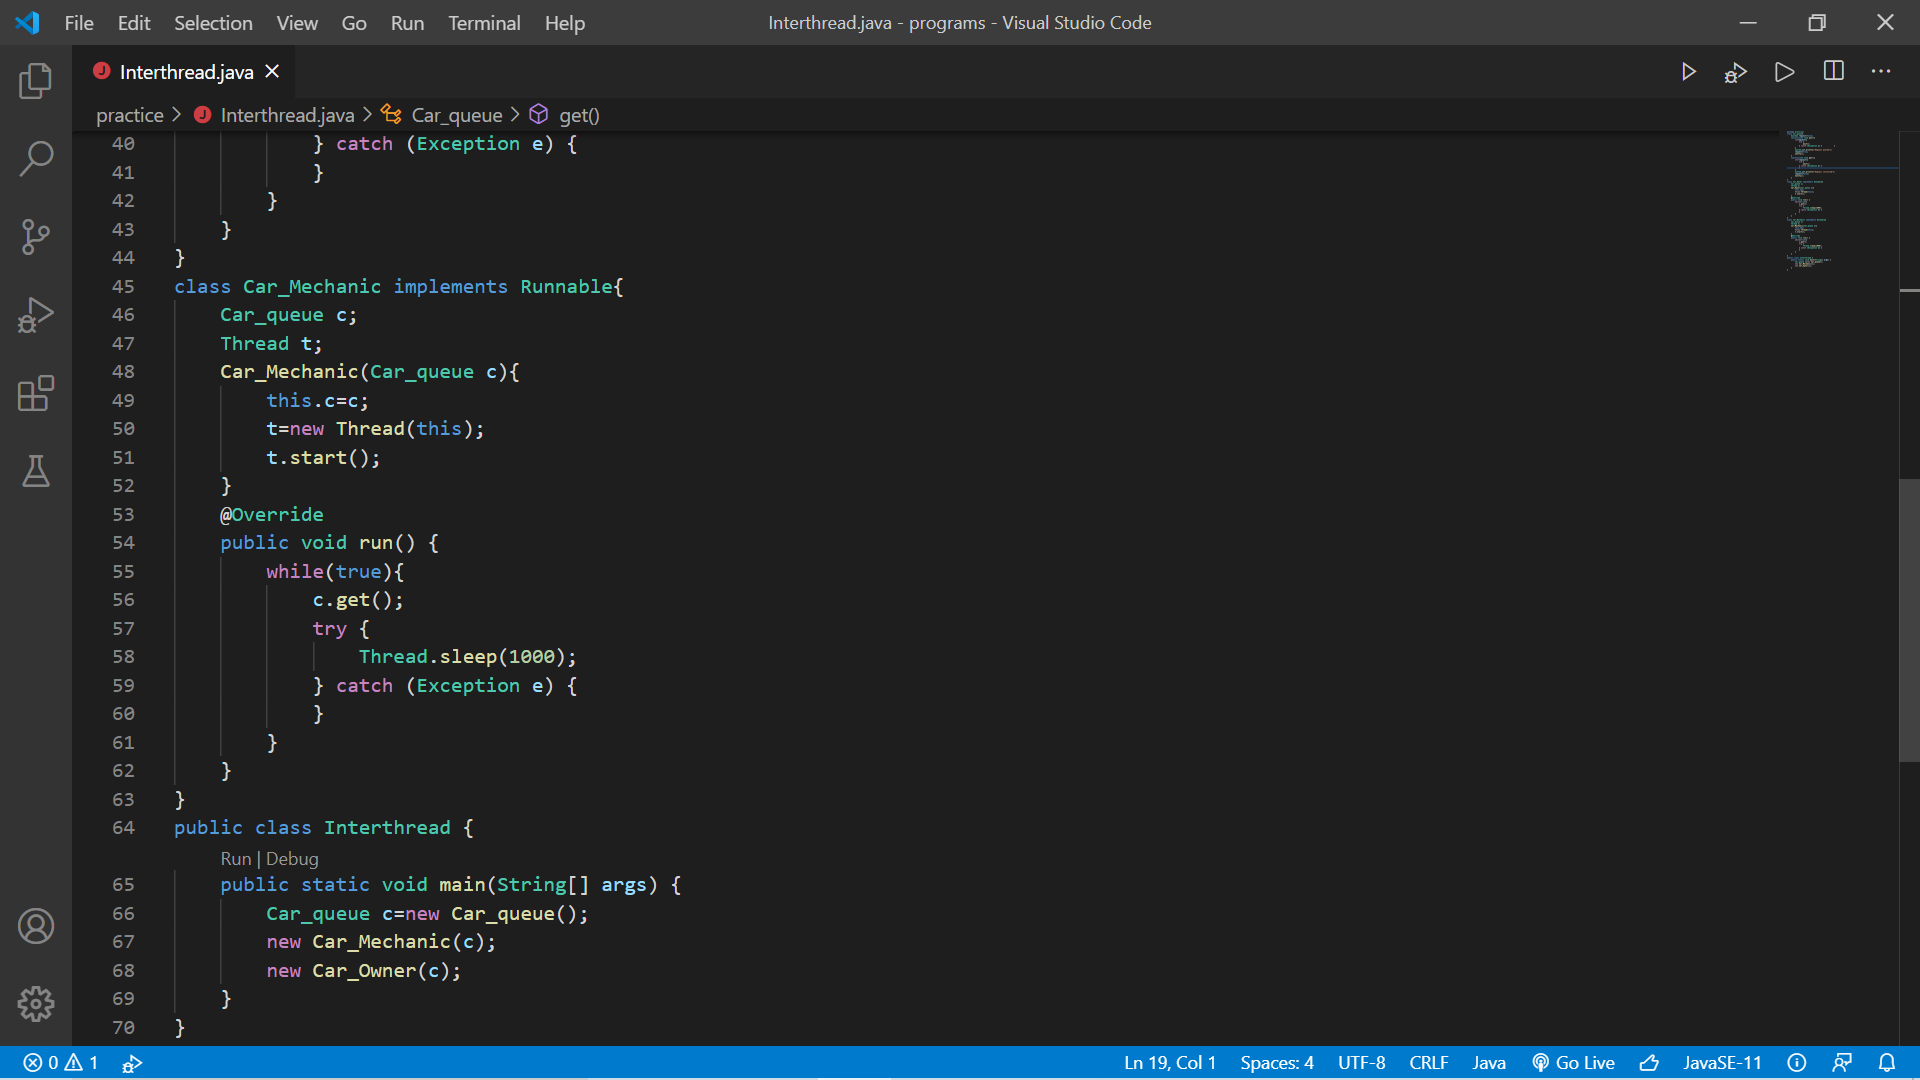 File Edit Selection View Go Run Terminal Help Interthread.java - programs - Visual Studio Code
Interthread.java
practice > Interthread.java > Car_queue > get()
40 } catch (Exception e) {
41 }
42 }
43 }
44 }
45 class Car_Mechanic implements Runnable{
46 Car_queue c;
47 Thread t;
48 Car_Mechanic(Car_queue c){
49 this.c=c;
50 t=new Thread(this);
51 t.start();
52 }
53 @Override
54 public void run() {
55 while(true){
56 c.get();
57 try {
58 Thread.sleep(1000);
59 } catch (Exception e) {
60 }
61 }
62 }
63 }
64 public class Interthread {
Run | Debug
65 public static void main(String[] args) {
66 Car_queue c=new Car_queue();
67 new Car_Mechanic(c);
68 new Car_Owner(c);
69 }
70 }
0 1 Ln 19, Col 1 Spaces: 4 UTF-8 CRLF Java Go Live JavaSE-11